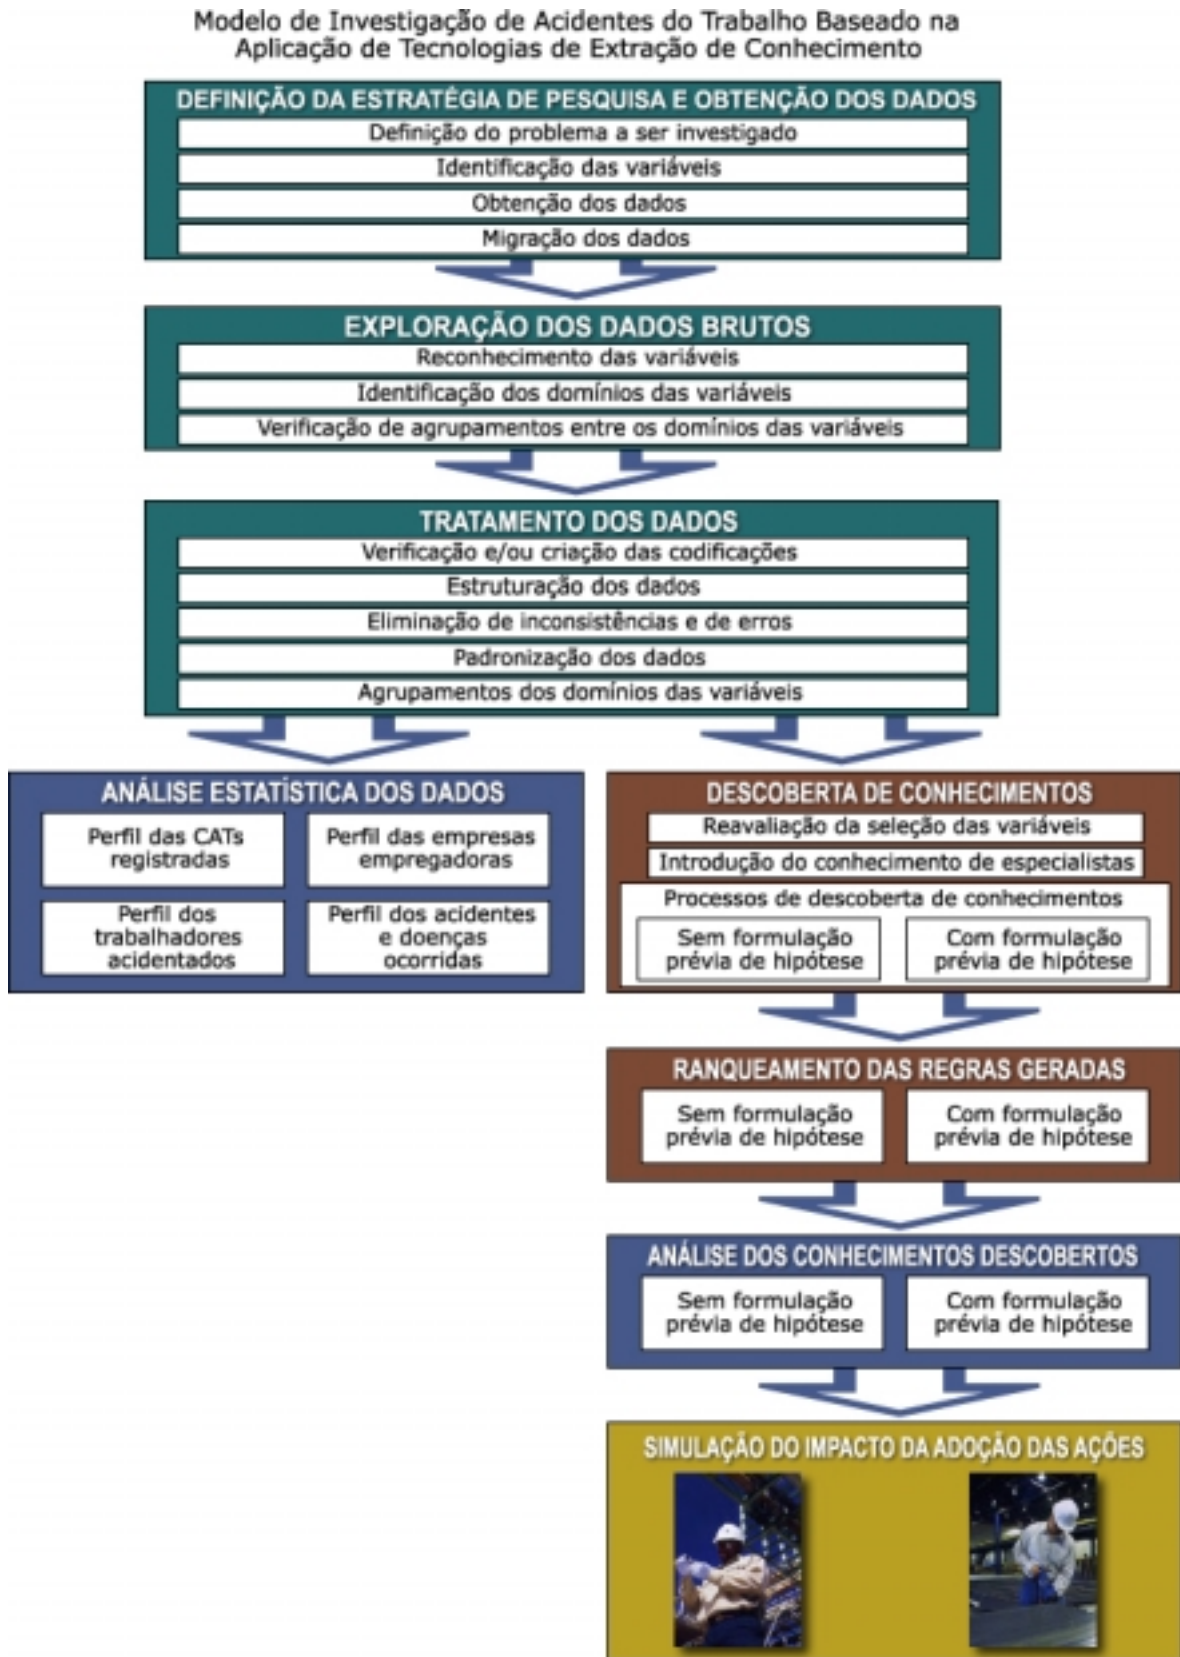 Modelo de Investigação de Acidentes do Trabalho Baseado na
Aplicação de Tecnologias de Extração de Conhecimento
DEFINIÇÃO DA ESTRATÉGIA DE PESQUISA E OBTENÇÃO DOS DADOS
Definição do problema a ser investigado
Identificação das variáveis
Obtenção dos dados
Migração dos dados
EXPLORAÇÃO DOS DADOS BRUTOS
Reconhecimento das variáveis
Identificação dos domínios das variáveis
Verificação de agrupamentos entre os domínios das variáveis
TRATAMENTO DOS DADOS
Verificação e/ou criação das codificações
Estruturação dos dados
Eliminação de inconsistências e de erros
Padronização dos dados
Agrupamentos dos domínios das variáveis
ANÁLISE ESTATÍSTICA DOS DADOS
Perfil das CATs
registradas
Perfil das empresas
empregadoras
Perfil dos
trabalhadores
acidentados
Perfil dos acidentes
e doenças
ocorridas
DESCOBERTA DE CONHECIMENTOS
Reavaliação da seleção das variáveis
Introdução do conhecimento de especialistas
Processos de descoberta de conhecimentos
Sem formulação
prévia de hipótese
Com formulação
prévia de hipótese
RANQUEAMENTO DAS REGRAS GERADAS
Sem formulação
prévia de hipótese
Com formulação
prévia de hipótese
ANÁLISE DOS CONHECIMENTOS DESCOBERTOS
Sem formulação
prévia de hipótese
Com formulação
prévia de hipótese
SIMULAÇÃO DO IMPACTO DA ADOÇÃO DAS AÇÕES